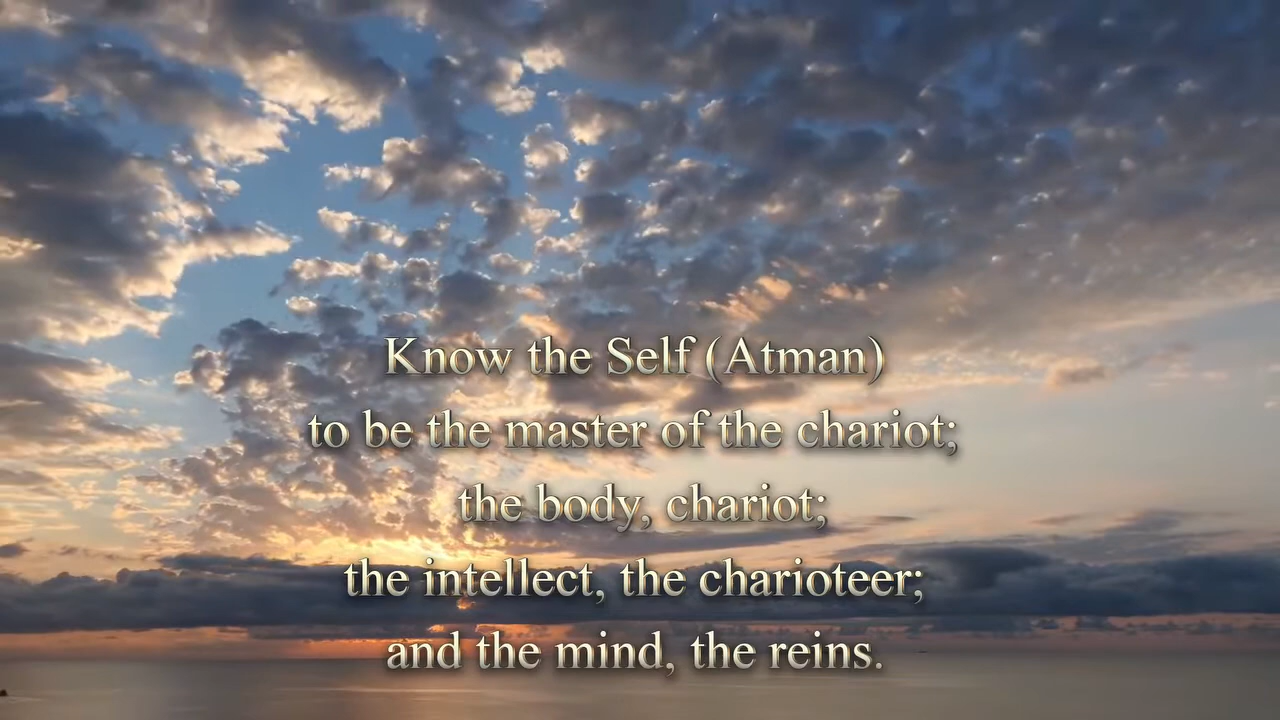 Know the Self (Atman)
to be the master of the chariot;
the body, chariot;
the intellect, the charioteer;
and the mind, the reins.